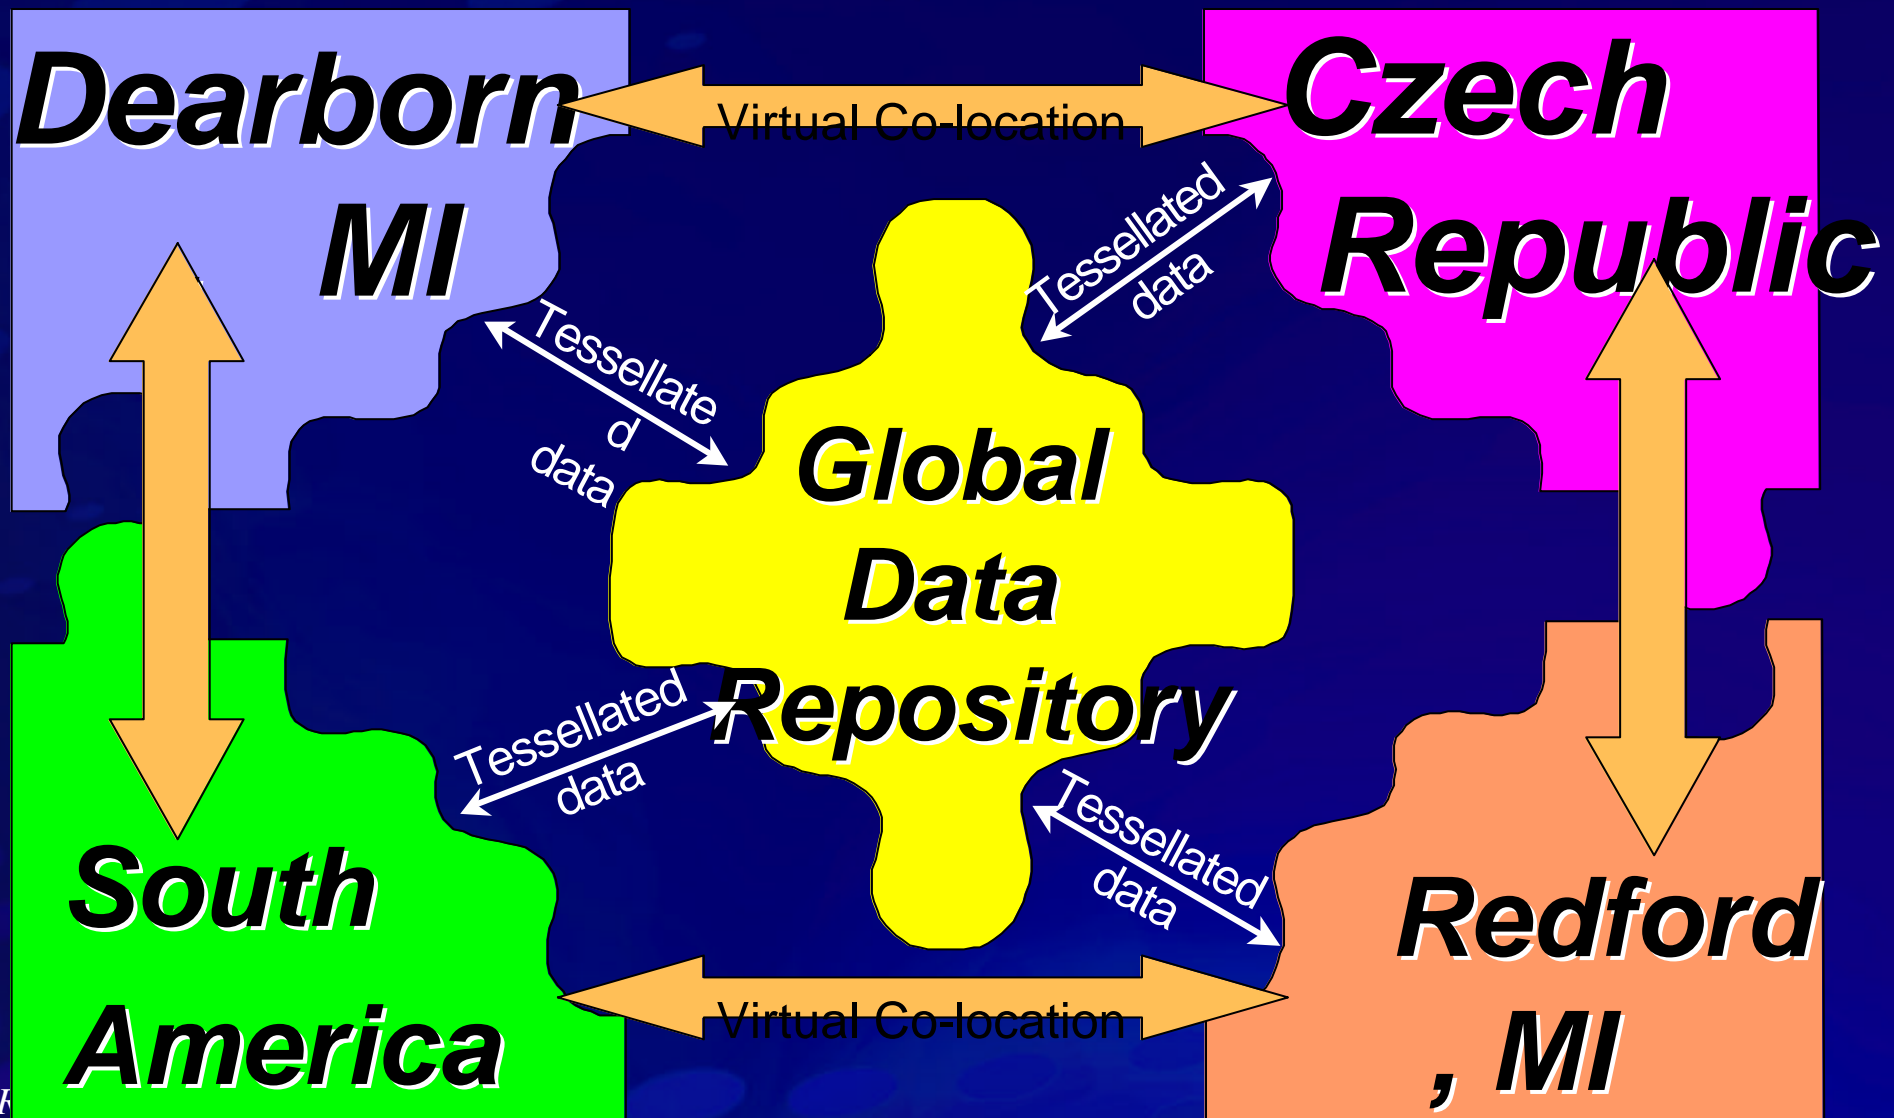 Dearborn
MI
Virtual Co-location
Czech
Republic
Tessellated
data
Tessellate
d
data
Global
Data
Repository
Tessellated
data
Tessellated
data
South
America
Virtual Co-location
Redford
, MI